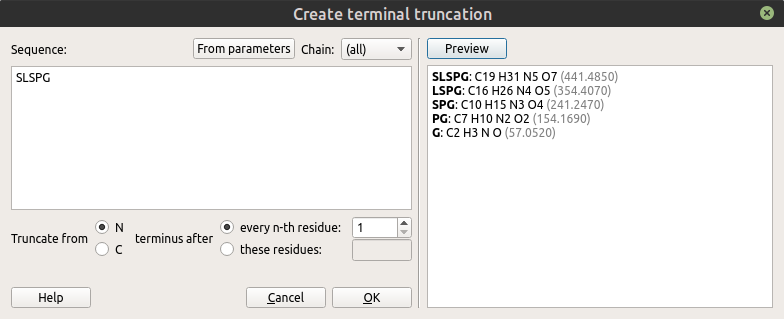 Create terminal truncation
Sequence:
From parameters
Chain:
(all)
SLSPG
Truncate from
N
C
terminus after
every n-th residue:
1
these residues:
Help
Cancel
OK
Preview
SLSPG: C19 H31 N5 O7 (441.4850)
LSPG: C16 H26 N4 O5 (354.4070)
SPG: C10 H15 N3 O4 (241.2470)
PG: C7 H10 N2 O2 (154.1690)
G: C2 H3 N O (57.0520)